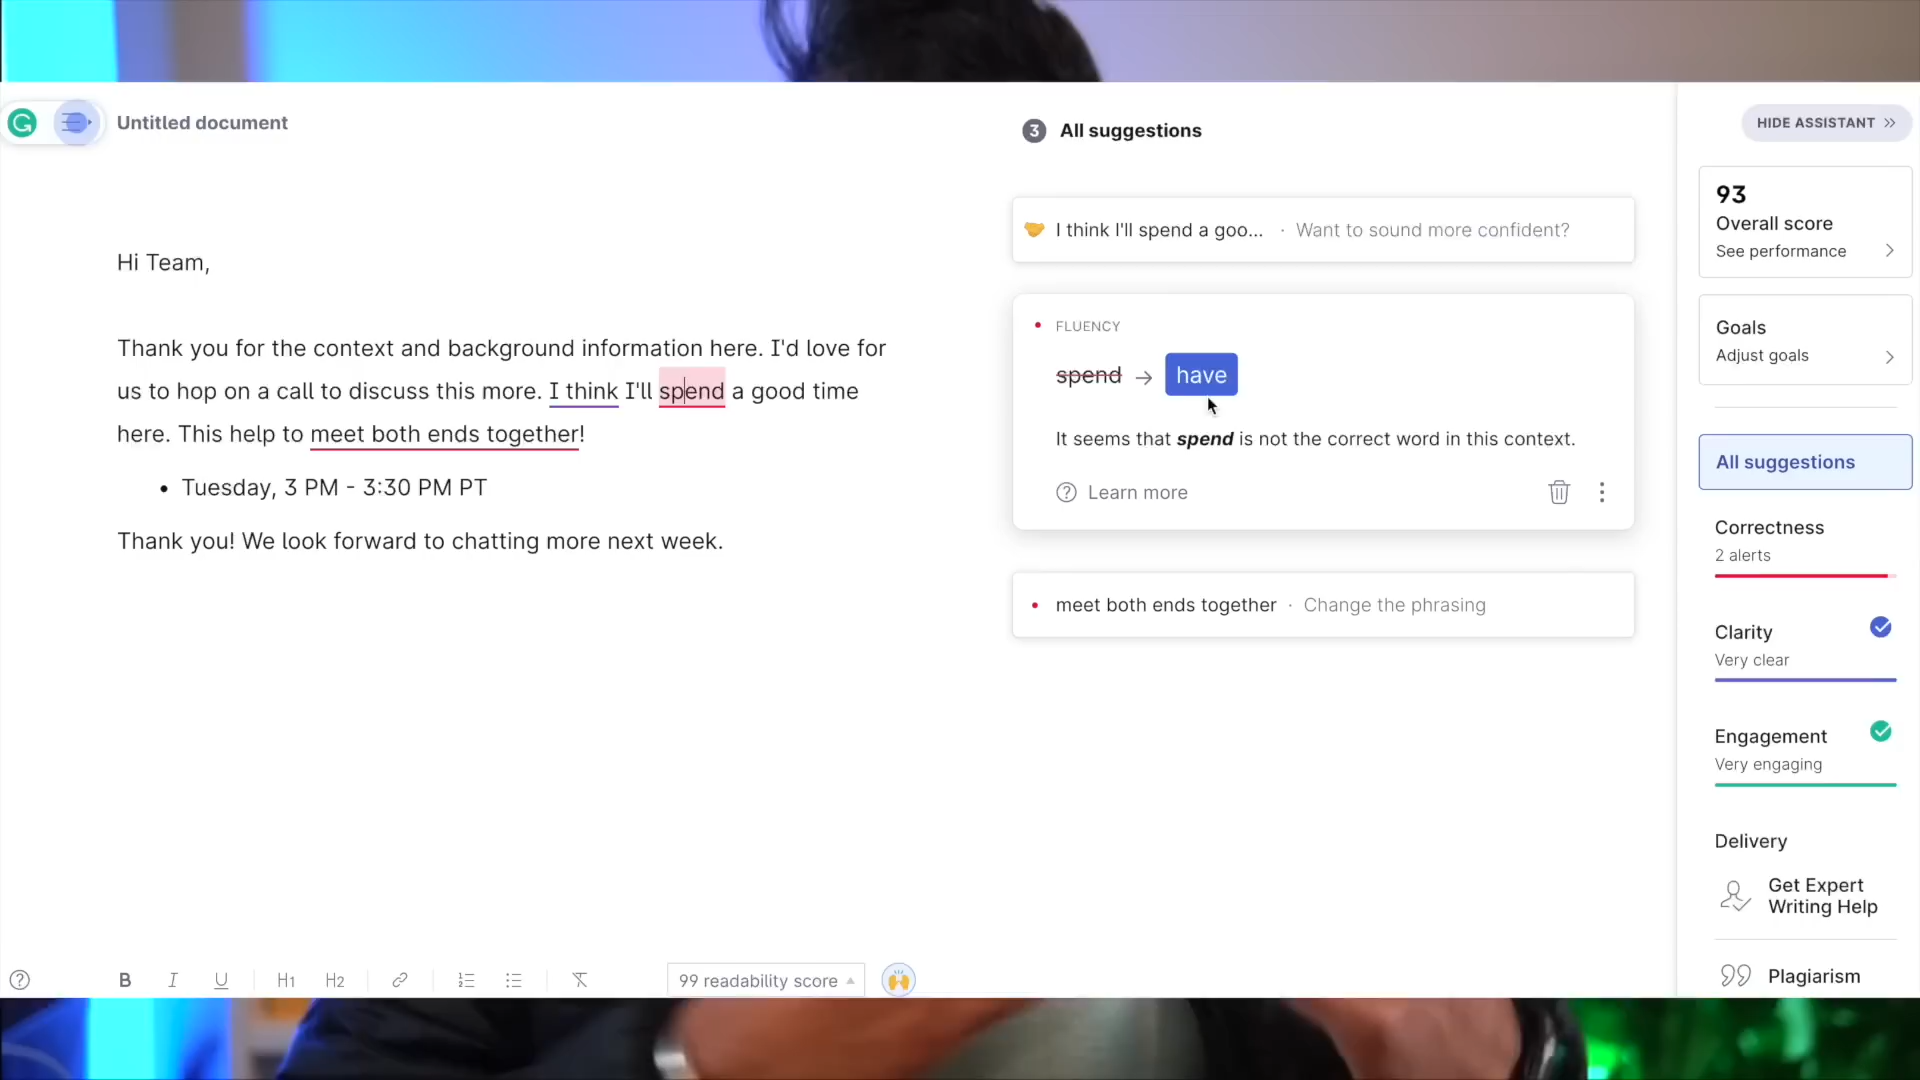 Untitled document
Hi Team,
Thank you for the context and background information here. I'd love for
us to hop on a call to discuss this more. I think I'll spend a good time
here. This help to meet both ends together!
• Tuesday, 3 PM - 3:30 PM PT
Thank you! We look forward to chatting more next week.
B I U H1 H2
99 readability score
3 All suggestions
I think I'll spend a goo... · Want to sound more confident?
FLUENCY
spend → have
It seems that spend is not the correct word in this context.
Learn more
meet both ends together · Change the phrasing
HIDE ASSISTANT
93
Overall score
See performance
Goals
Adjust goals
All suggestions
Correctness
2 alerts
Clarity
Very clear
Engagement
Very engaging
Delivery
Get Expert
Writing Help
Plagiarism